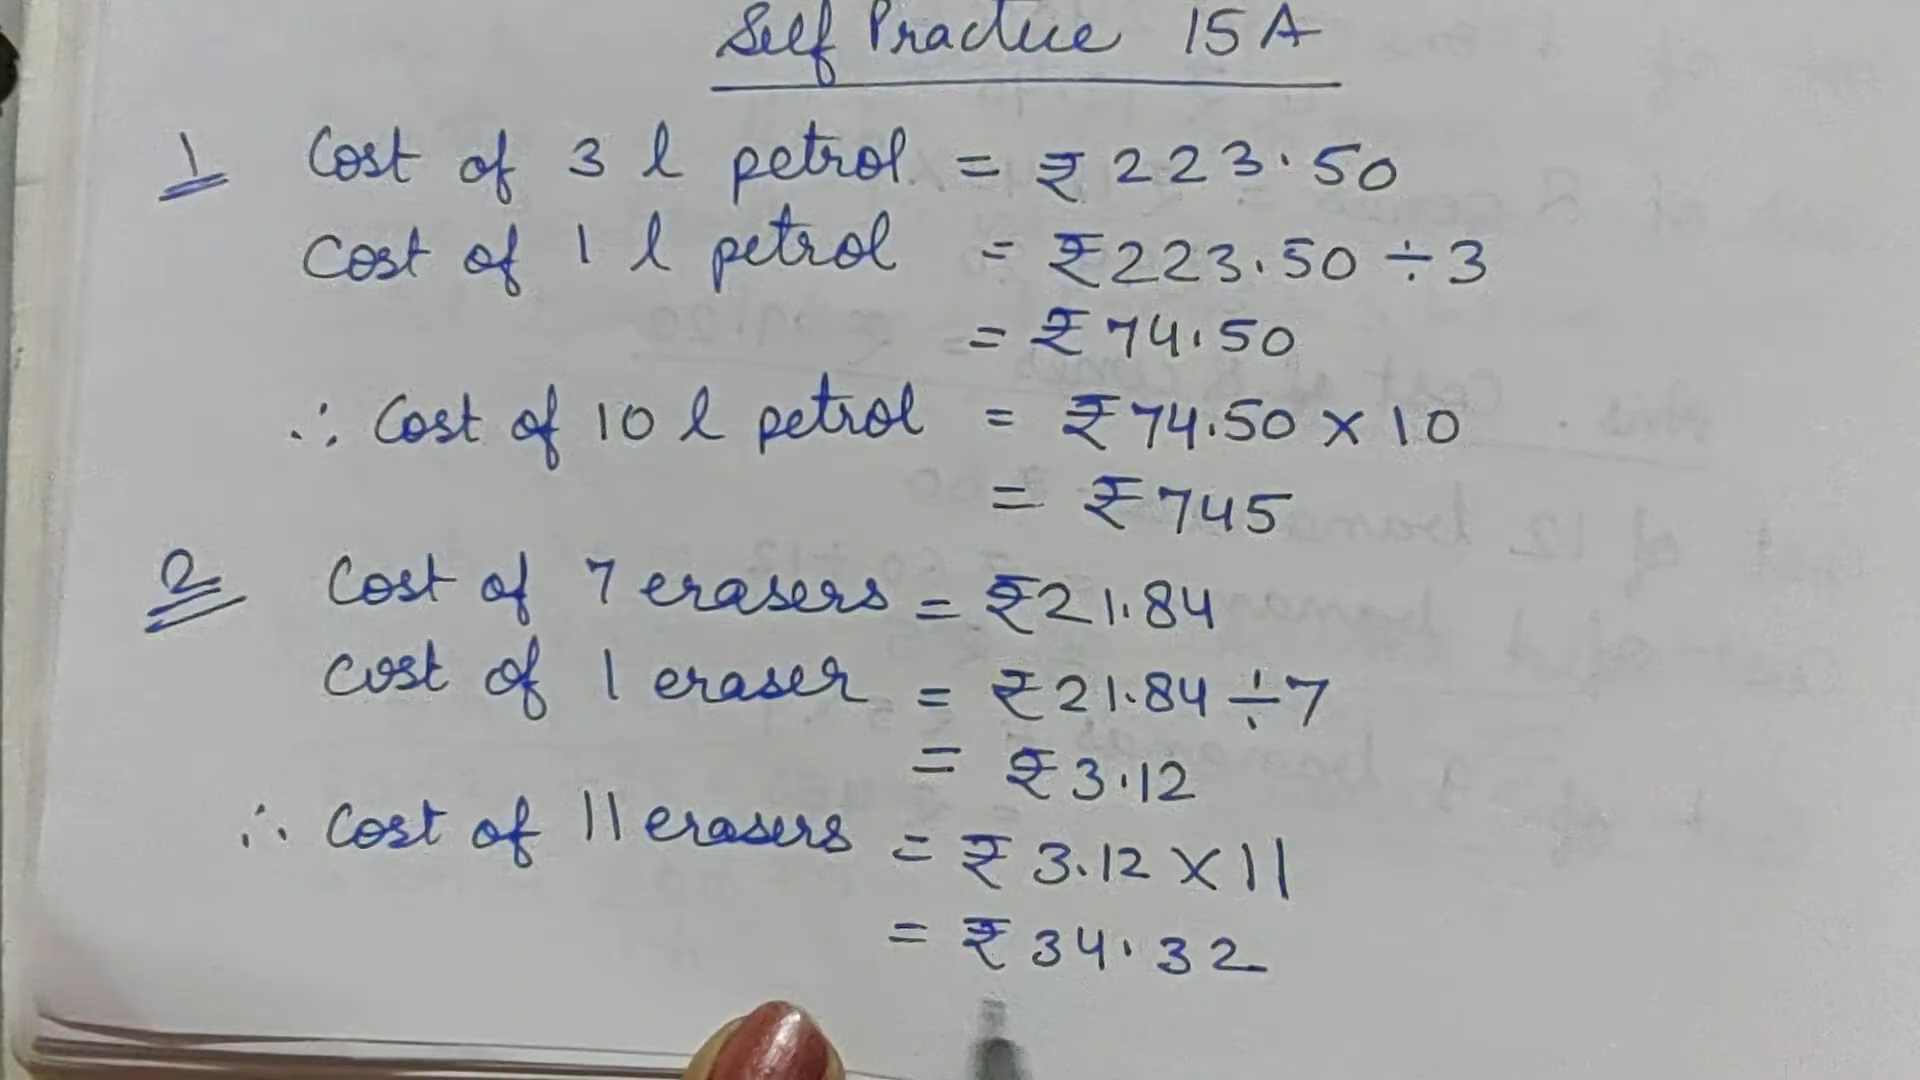 Self Practice 15A
1 Cost of 3 l petrol = ₹223.50
Cost of 1 l petrol = ₹223.50 ÷ 3
= ₹74.50
∴ Cost of 10 l petrol = ₹74.50 × 10
= ₹745
2 Cost of 7 erasers = ₹21.84
Cost of 1 eraser = ₹21.84 ÷ 7
= ₹3.12
∴ Cost of 11 erasers = ₹3.12 × 11
= ₹34.32